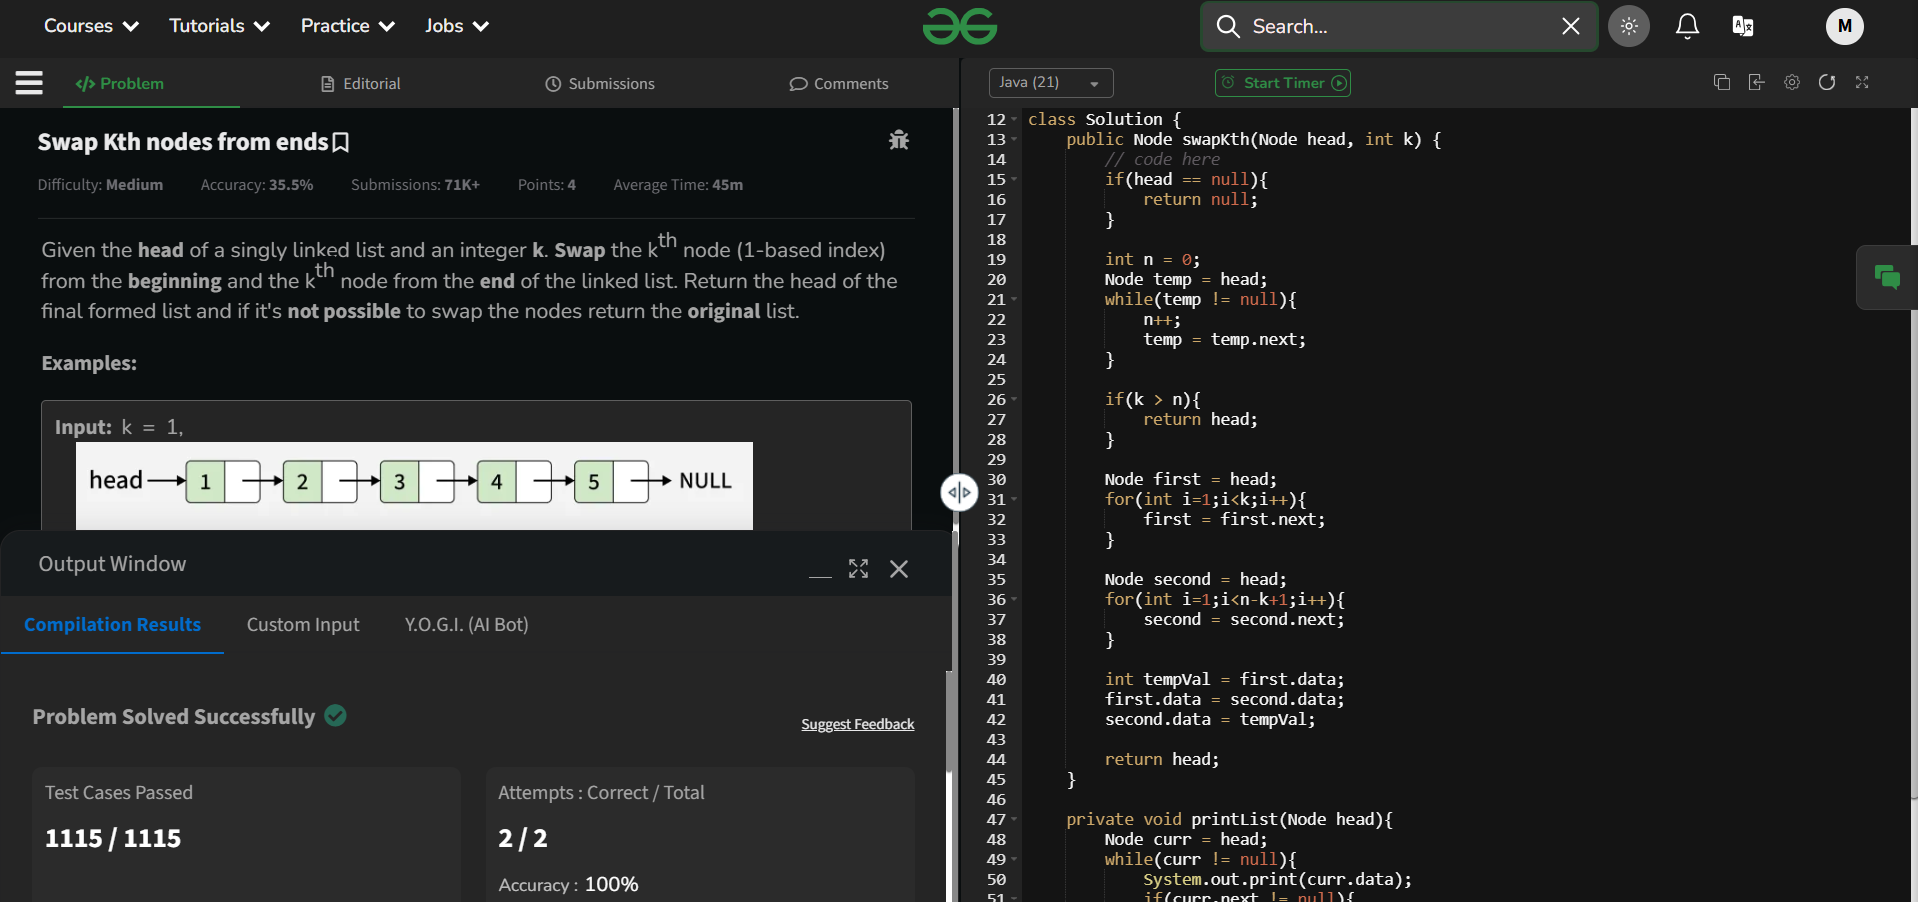 Courses Tutorials Practice Jobs Search... M
Problem Editorial Submissions Comments
Swap Kth nodes from ends
Difficulty: Medium Accuracy: 35.5% Submissions: 71K+ Points: 4 Average Time: 45m
Given the head of a singly linked list and an integer k. Swap the kth node (1-based index)
from the beginning and the kth node from the end of the linked list. Return the head of the
final formed list and if it's not possible to swap the nodes return the original list.
Examples:
Input: k = 1,
head 1 2 3 4 5 NULL
Output Window
Compilation Results Custom Input Y.O.G.I. (AI Bot)
Problem Solved Successfully
Suggest Feedback
Test Cases Passed
1115 / 1115
Attempts : Correct / Total
2 / 2
Accuracy : 100%
Java (21) Start Timer
12 class Solution {
13 public Node swapKth(Node head, int k) {
14 // code here
15 if(head == null){
16 return null;
17 }
18
19 int n = 0;
20 Node temp = head;
21 while(temp != null){
22 n++;
23 temp = temp.next;
24 }
25
26 if(k > n){
27 return head;
28 }
29
30 Node first = head;
31 for(int i=1;i<k;i++){
32 first = first.next;
33 }
34
35 Node second = head;
36 for(int i=1;i<n-k+1;i++){
37 second = second.next;
38 }
39
40 int tempVal = first.data;
41 first.data = second.data;
42 second.data = tempVal;
43
44 return head;
45 }
46
47 private void printList(Node head){
48 Node curr = head;
49 while(curr != null){
50 System.out.print(curr.data);
51 if(curr.next != null){